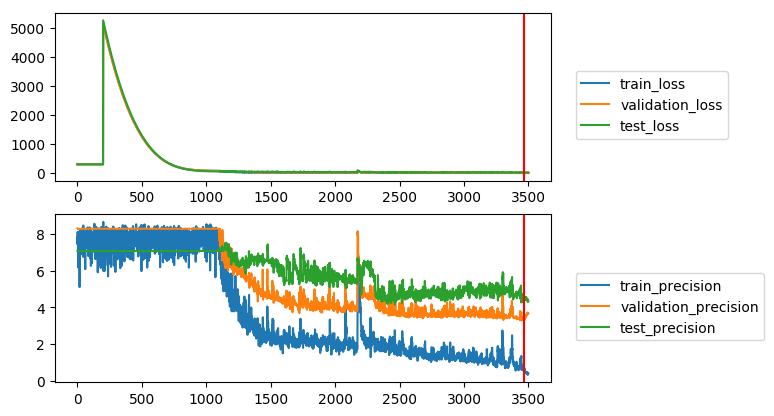 5000
4000
3000
2000
1000
0
0 500 1000 1500 2000 2500 3000 3500
train_loss
validation_loss
test_loss
8
6
4
2
0
0 500 1000 1500 2000 2500 3000 3500
train_precision
validation_precision
test_precision